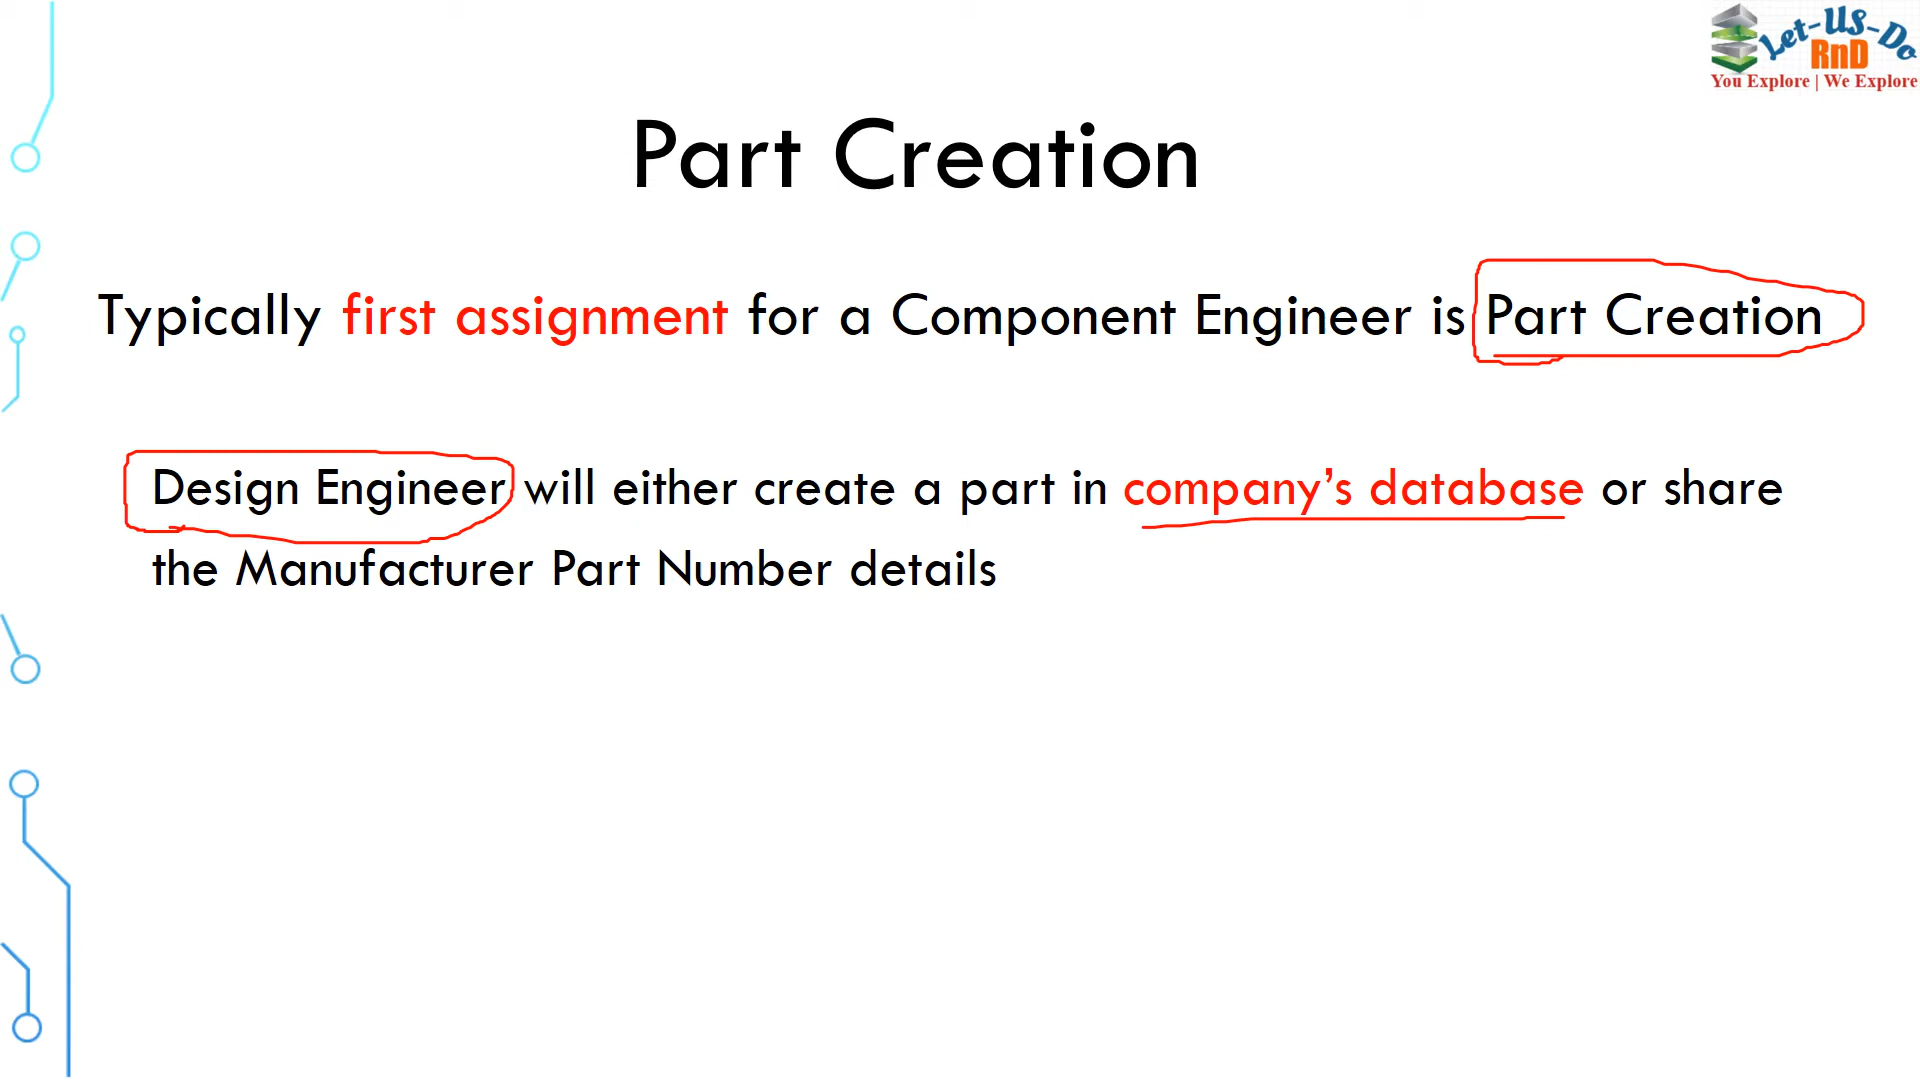 Let-Us-Do
RnD
You Explore | We Explore
Part Creation
Typically first assignment for a Component Engineer is Part Creation
Design Engineer will either create a part in company’s database or share
the Manufacturer Part Number details